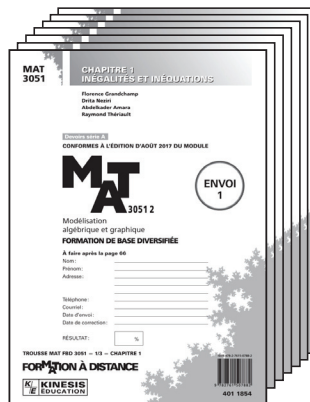 MAT
3051
CHAPITRE 1
INÉGALITÉS ET INÉQUATIONS
Florence Grandchamp
Drita Neziri
Abdelkader Amara
Raymond Thériault
Devoirs série A
CONFORMES À L'ÉDITION D'AOÛT 2017 DU MODULE
MAT
3051 2
ENVOI
1
Modélisation
algébrique et graphique
FORMATION DE BASE DIVERSIFIÉE
À faire après la page 66
Nom:
Prénom:
Adresse:
Téléphone:
Courriel:
Date d'envoi:
Date de correction:
RÉSULTAT: %
TROUSSE MAT FBD 3051 — 1/3 — CHAPITRE 1
FORMATION À DISTANCE
K/E KINESIS
ÉDUCATION
401 1854